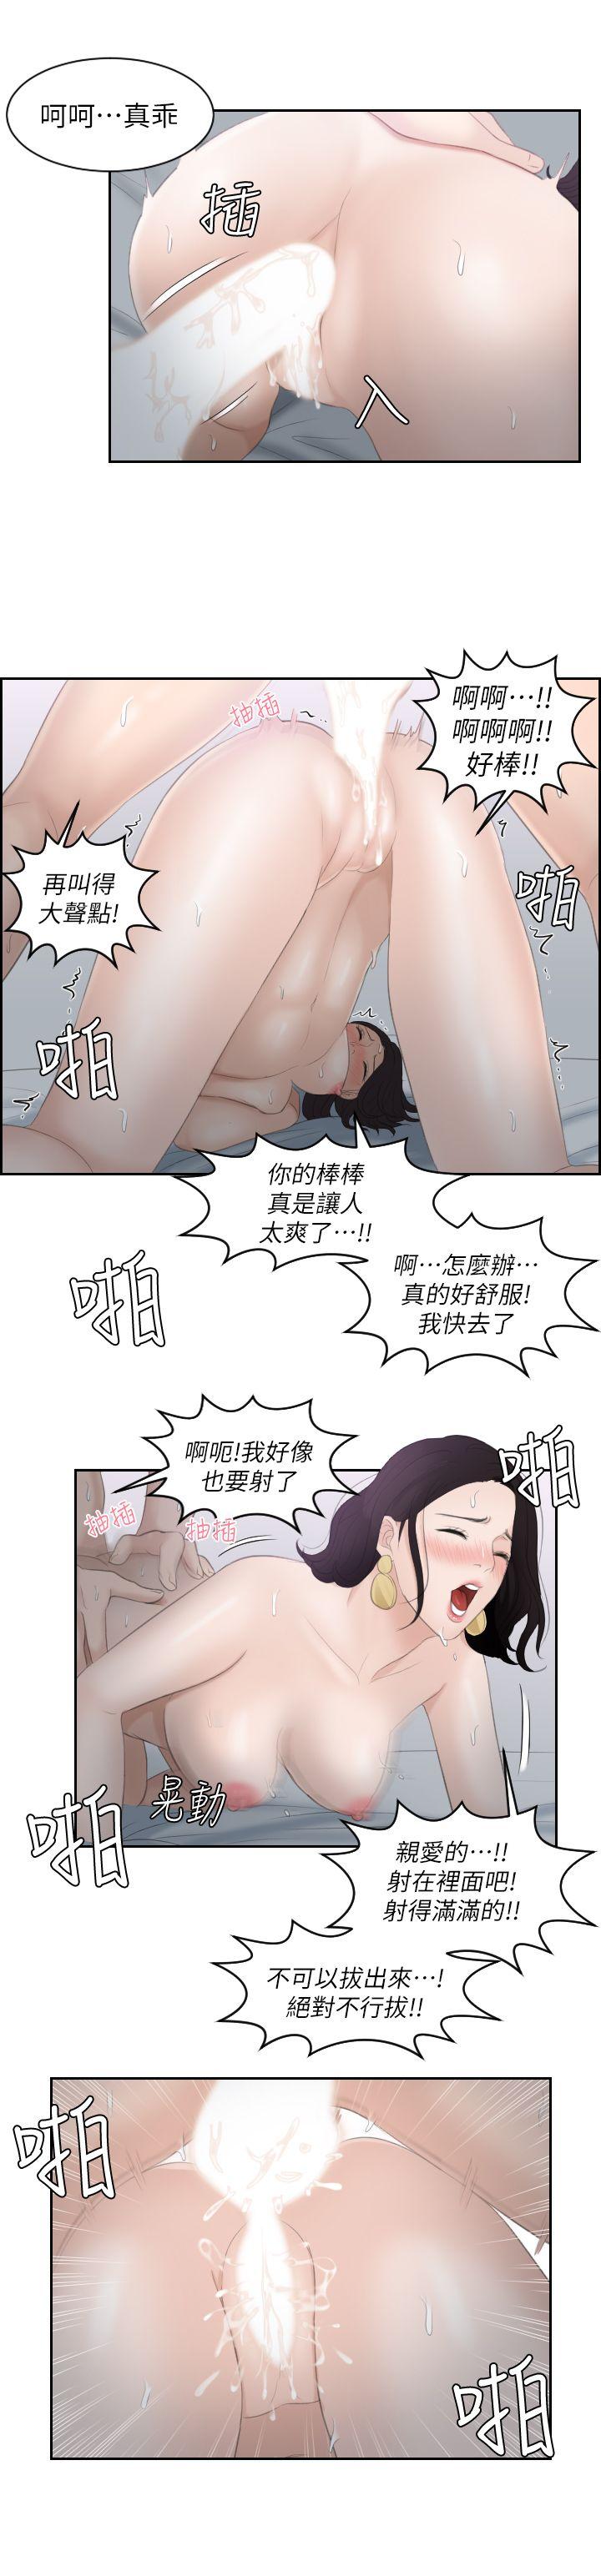 呵呵…真乖
插
入
抽插
啊啊…!!
啊啊啊!!
好棒!!
再叫得
大聲點!
啪
啪
你的棒棒
真是讓人
太爽了…!!
啊…怎麼辦…
真的好舒服!
我快去了
啪
啊呃!我好像
也要射了
啪
抽插
抽插
晃動
啪
親愛的…!!
射在裡面吧!
射得滿滿的!!
不可以拔出來…!
絕對不行拔!!
啪
啪